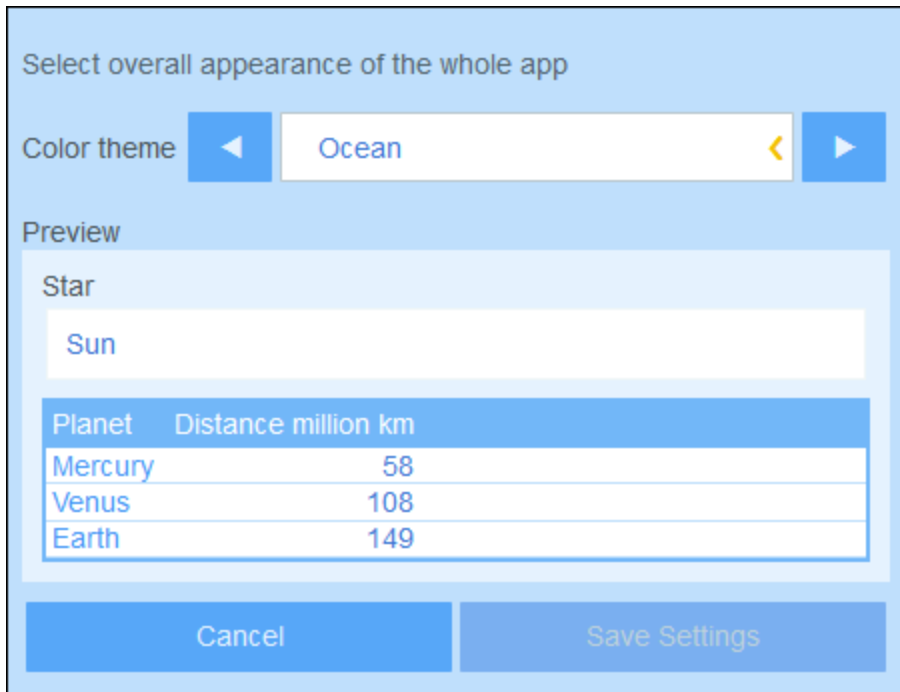 Select overall appearance of the whole app
Color theme Ocean
Preview
Star
Sun
Planet Distance million km
Mercury 58
Venus 108
Earth 149
Cancel Save Settings